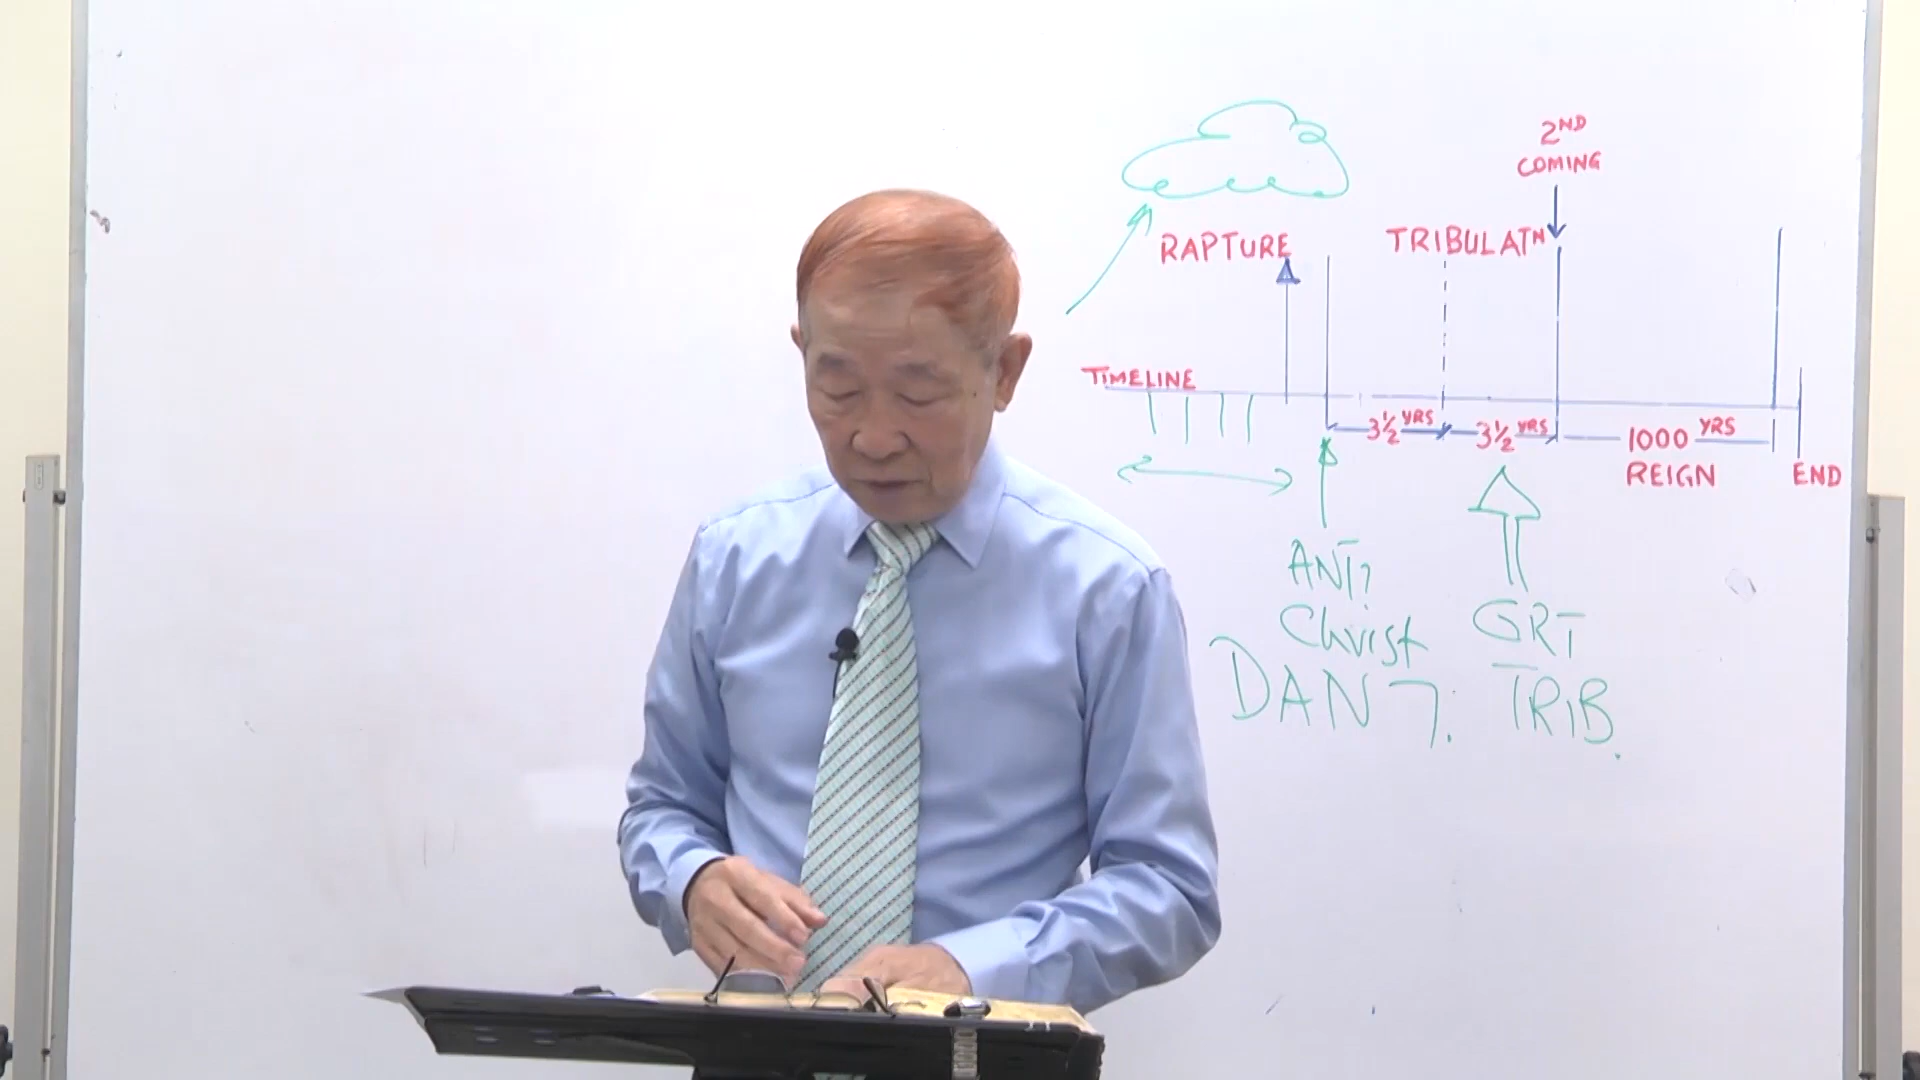 2ND
COMING
RAPTURE
TRIBULATN
TIMELINE
3½ YRS
3½ YRS
1000 YRS
REIGN
END
ANTI
Christ
DAN 7.
GRT
TRIB.